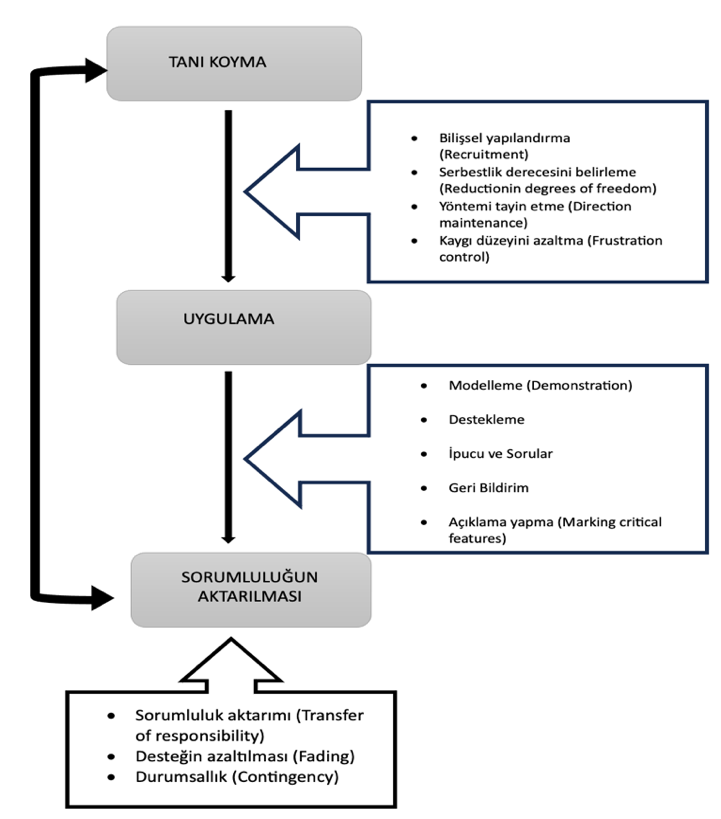 TANI KOYMA
• Bilişsel yapılandırma
(Recruitment)
• Serbestlik derecesini belirleme
(Reductionin degrees of freedom)
• Yöntemi tayin etme (Direction
maintenance)
• Kaygı düzeyini azaltma (Frustration
control)
UYGULAMA
• Modelleme (Demonstration)
• Destekleme
• İpucu ve Sorular
• Geri Bildirim
• Açıklama yapma (Marking critical
features)
SORUMLULUĞUN
AKTARILMASI
• Sorumluluk aktarımı (Transfer
of responsibility)
• Desteğin azaltılması (Fading)
• Durumsallık (Contingency)